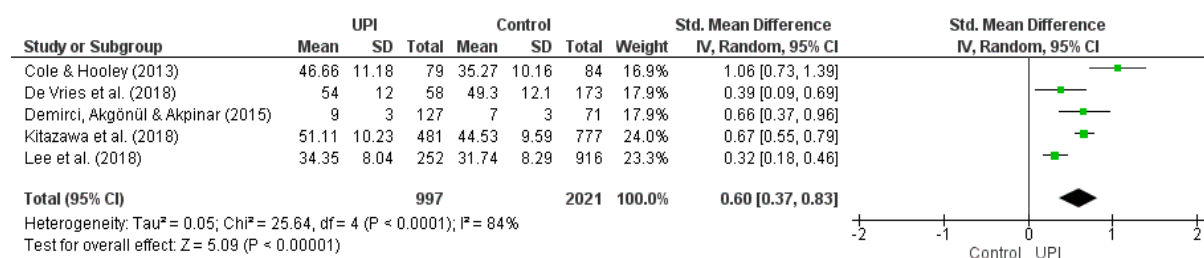 UPI Control Std. Mean Difference Std. Mean Difference
Study or Subgroup Mean SD Total Mean SD Total Weight IV, Random, 95% CI IV, Random, 95% CI
Cole & Hooley (2013) 46.66 11.18 79 35.27 10.16 84 16.9% 1.06 [0.73, 1.39]
De Vries et al. (2018) 54 12 58 49.3 12.1 173 17.9% 0.39 [0.09, 0.69]
Demirci, Akgönül & Akpinar (2015) 9 3 127 7 3 71 17.9% 0.66 [0.37, 0.96]
Kitazawa et al. (2018) 51.11 10.23 481 44.53 9.59 777 24.0% 0.67 [0.55, 0.79]
Lee et al. (2018) 34.35 8.04 252 31.74 8.29 916 23.3% 0.32 [0.18, 0.46]
Total (95% CI) 997 2021 100.0% 0.60 [0.37, 0.83]
Heterogeneity: Tau² = 0.05; Chi² = 25.64, df = 4 (P < 0.0001); I² = 84%
Test for overall effect: Z = 5.09 (P < 0.00001)
-2 -1 0 1 2
Control UPI